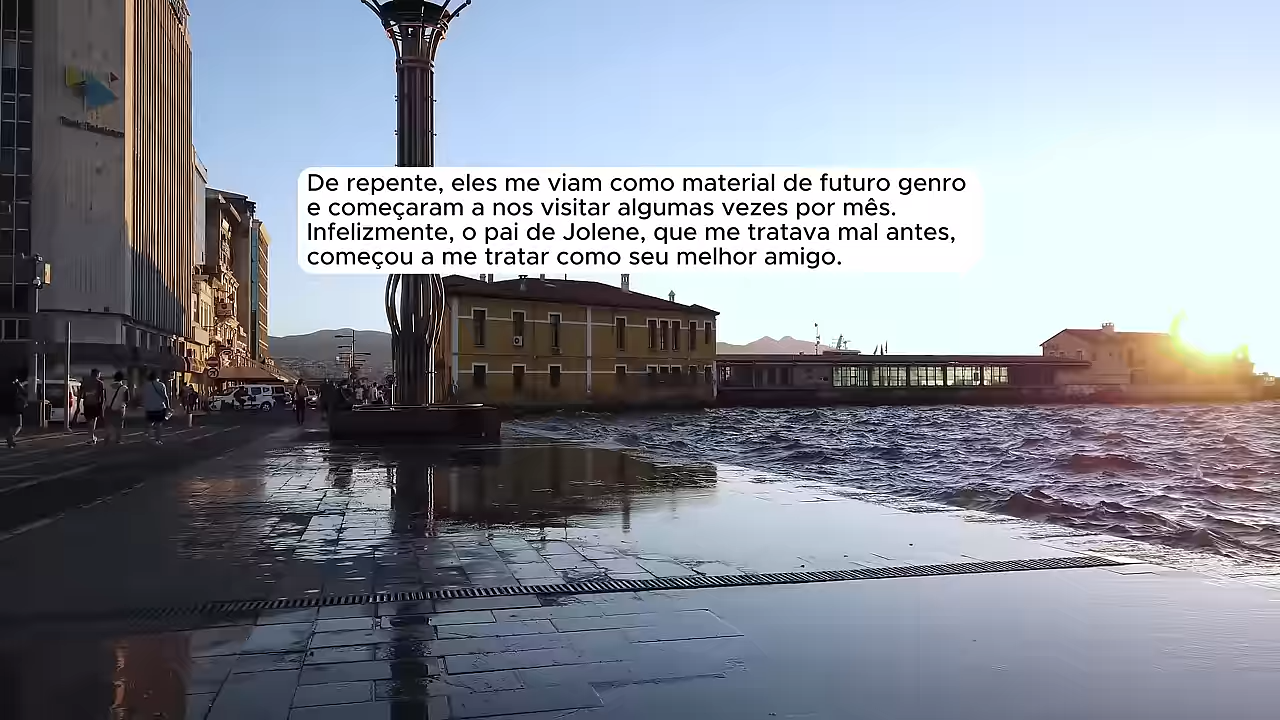 De repente, eles me viam como material de futuro genro
e começaram a nos visitar algumas vezes por mês.
Infelizmente, o pai de Jolene, que me tratava mal antes,
começou a me tratar como seu melhor amigo.